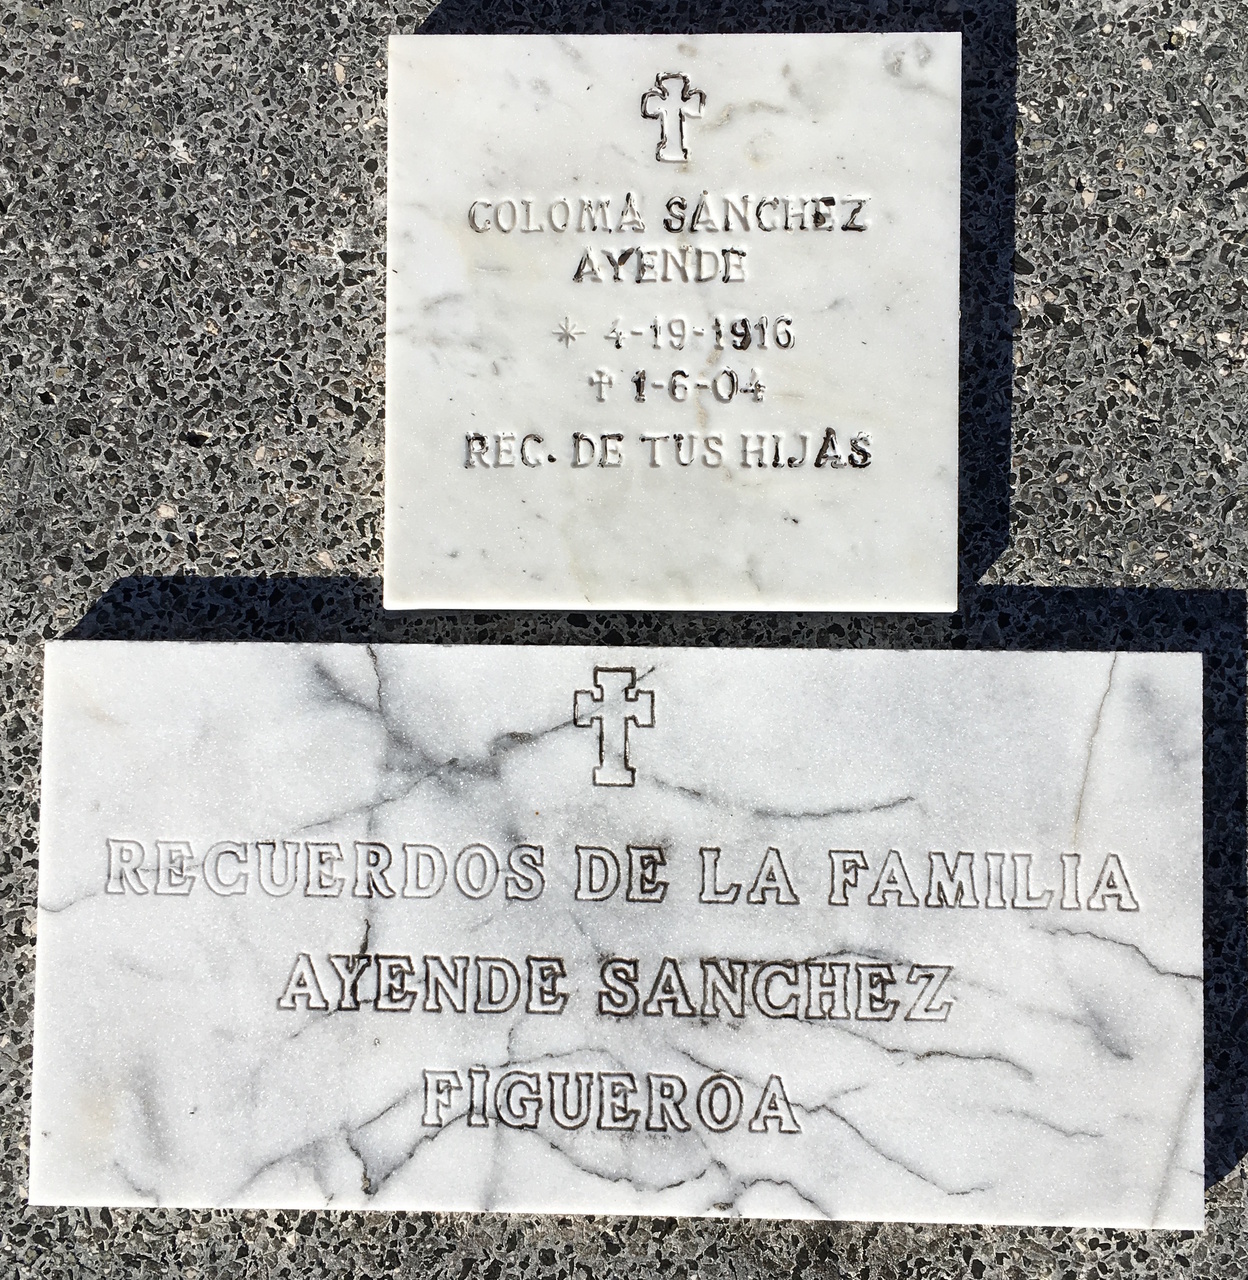 COLOMA SANCHEZ
AYENDE
* 4-19-1916
✝ 1-6-04
REC. DE TUS HIJAS
RECUERDOS DE LA FAMILIA
AYENDE SANCHEZ
FIGUEROA